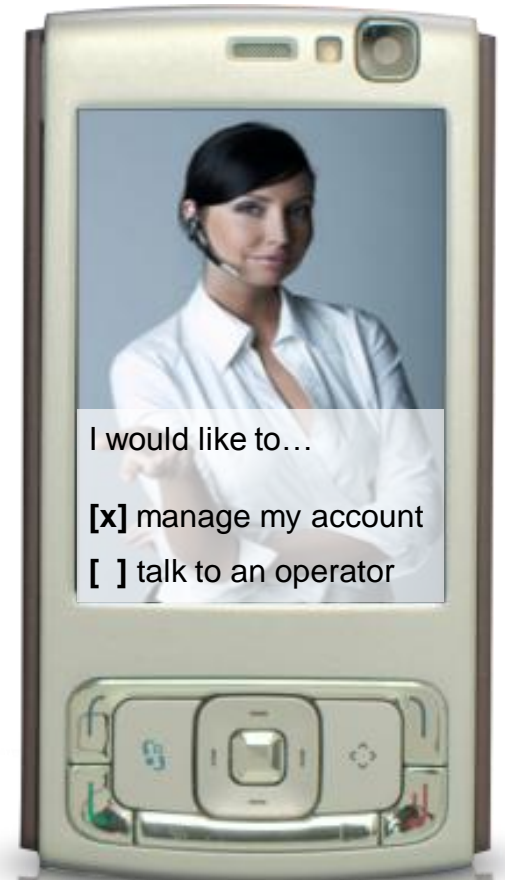 I would like to…
[x] manage my account
[ ] talk to an operator